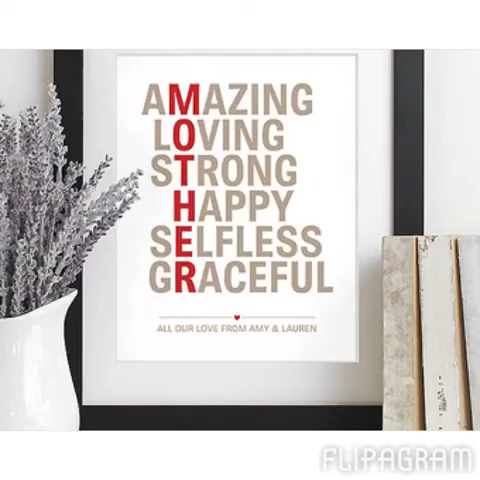 AMAZING
LOVING
STRONG
HAPPY
SELFLESS
GRACEFUL
ALL OUR LOVE FROM AMY & LAUREN
FLIPAGRAM